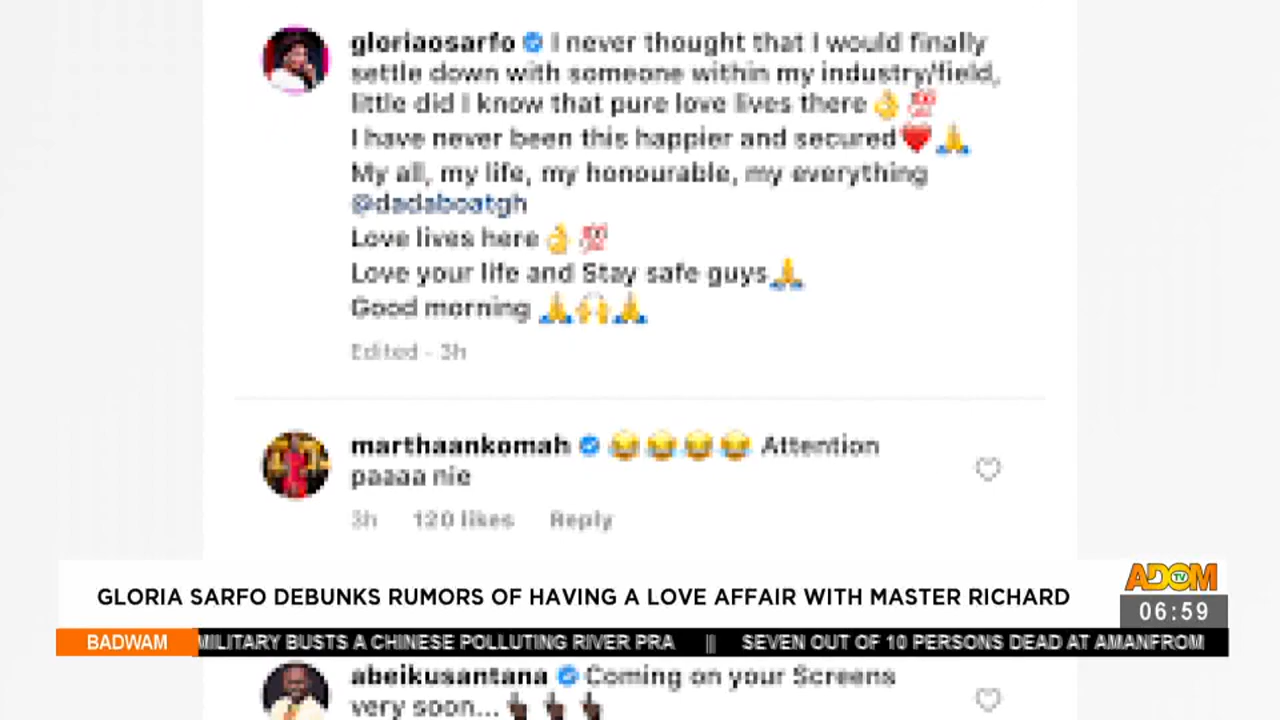 gloriaosarfo I never thought that I would finally
settle down with someone within my industry/field,
little did I know that pure love lives there👌💯
I have never been this happier and secured❤️🙏
My all, my life, my honourable, my everything
@dadaboatgh
Love lives here👌💯
Love your life and Stay safe guys🙏
Good morning 🙏🙌🙏
Edited - 3h
marthaankomah 😂😂😂😂 Attention
paaaa nie
3h 120 likes Reply
GLORIA SARFO DEBUNKS RUMORS OF HAVING A LOVE AFFAIR WITH MASTER RICHARD
ADOM TV
06:59
BADWAM MILITARY BUSTS A CHINESE POLLUTING RIVER PRA || SEVEN OUT OF 10 PERSONS DEAD AT AMANFROM
abeikusantana Coming on your Screens
very soon...👆🏿👆🏿👆🏿